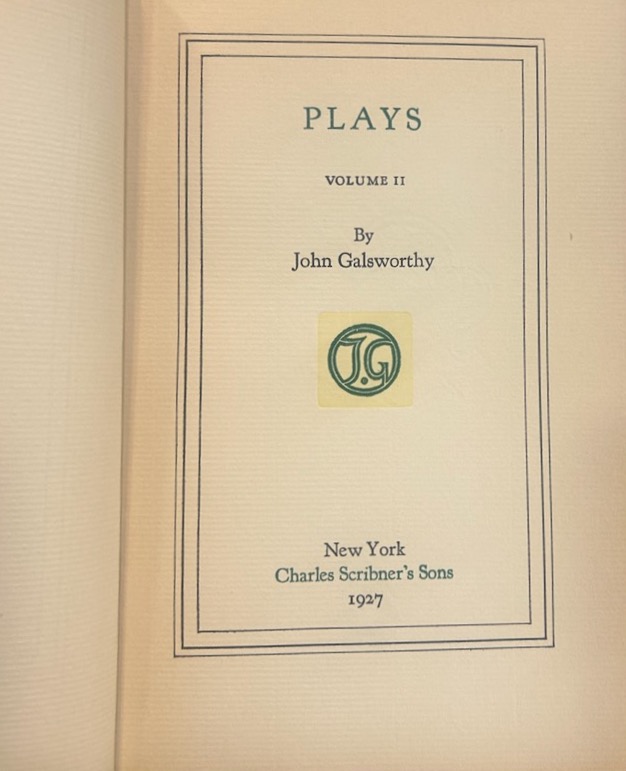 PLAYS
VOLUME II
By
John Galsworthy
J.G
New York
Charles Scribner's Sons
1927